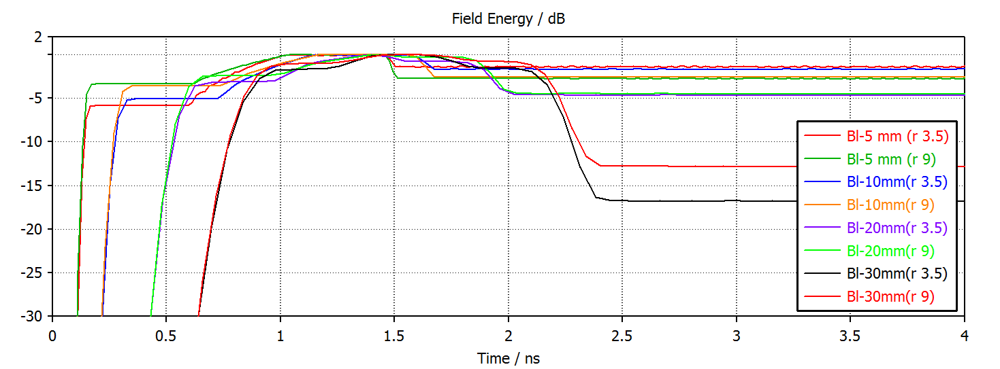 Field Energy / dB
2
-5
-10
-15
-20
-25
-30
0 0.5 1 1.5 2 2.5 3 3.5 4
Time / ns
Bl-5 mm (r 3.5)
Bl-5 mm (r 9)
Bl-10mm(r 3.5)
Bl-10mm(r 9)
Bl-20mm(r 3.5)
Bl-20mm(r 9)
Bl-30mm(r 3.5)
Bl-30mm(r 9)